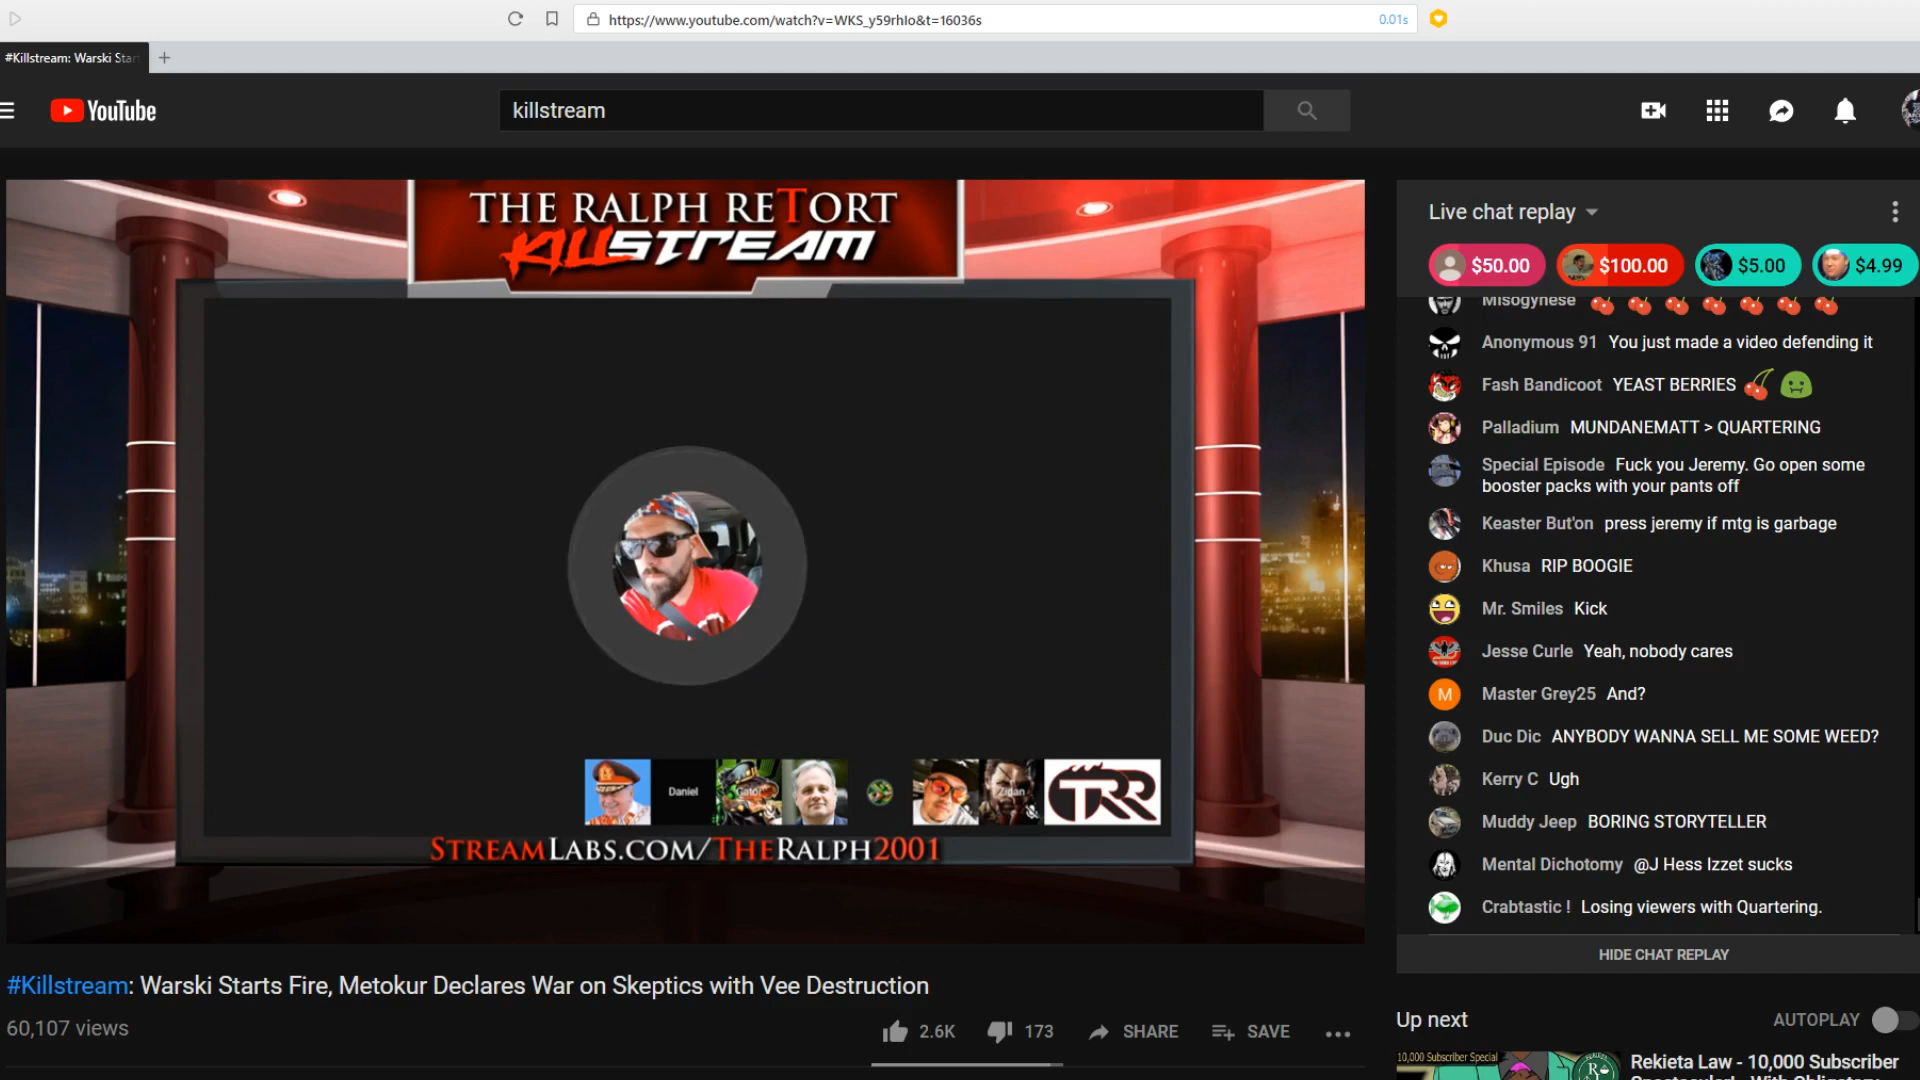 https://www.youtube.com/watch?v=WKS_y59rhIo&t=16036s
0.01s
#Killstream: Warski Star
YouTube
killstream
THE RALPH RETORT
KILLSTREAM
Daniel
Gator
Zidan
TRR
STREAMLABS.COM/THERALPH2001
Live chat replay
$50.00
$100.00
$5.00
$4.99
Misogynese
Anonymous 91 You just made a video defending it
Fash Bandicoot YEAST BERRIES
Palladium MUNDANEMATT > QUARTERING
Special Episode Fuck you Jeremy. Go open some
booster packs with your pants off
Keaster But'on press jeremy if mtg is garbage
Khusa RIP BOOGIE
Mr. Smiles Kick
Jesse Curle Yeah, nobody cares
M
Master Grey25 And?
Duc Dic ANYBODY WANNA SELL ME SOME WEED?
Kerry C Ugh
Muddy Jeep BORING STORYTELLER
Mental Dichotomy @J Hess Izzet sucks
Crabtastic ! Losing viewers with Quartering.
HIDE CHAT REPLAY
#Killstream: Warski Starts Fire, Metokur Declares War on Skeptics with Vee Destruction
60,107 views
2.6K
173
SHARE
SAVE
Up next
AUTOPLAY
10,000 Subscriber Special
Rekieta Law - 10,000 Subscriber